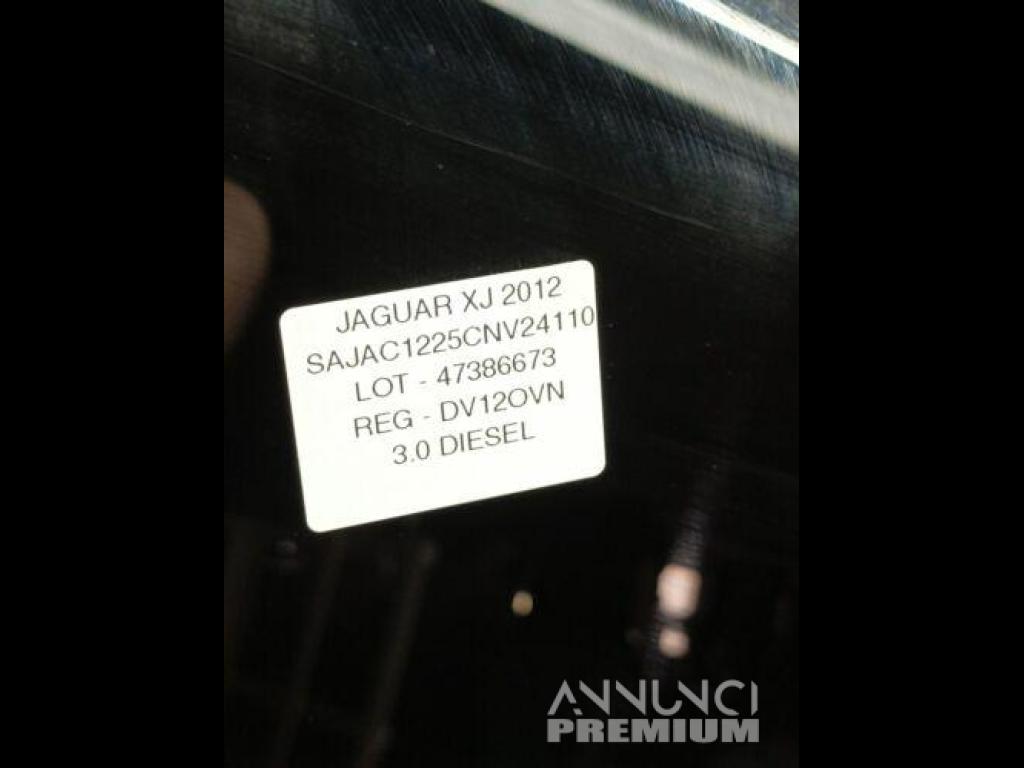 JAGUAR XJ 2012
SAJAC1225CNV24110
LOT - 47386673
REG - DV12OVN
3.0 DIESEL
ANNUNCI
PREMIUM